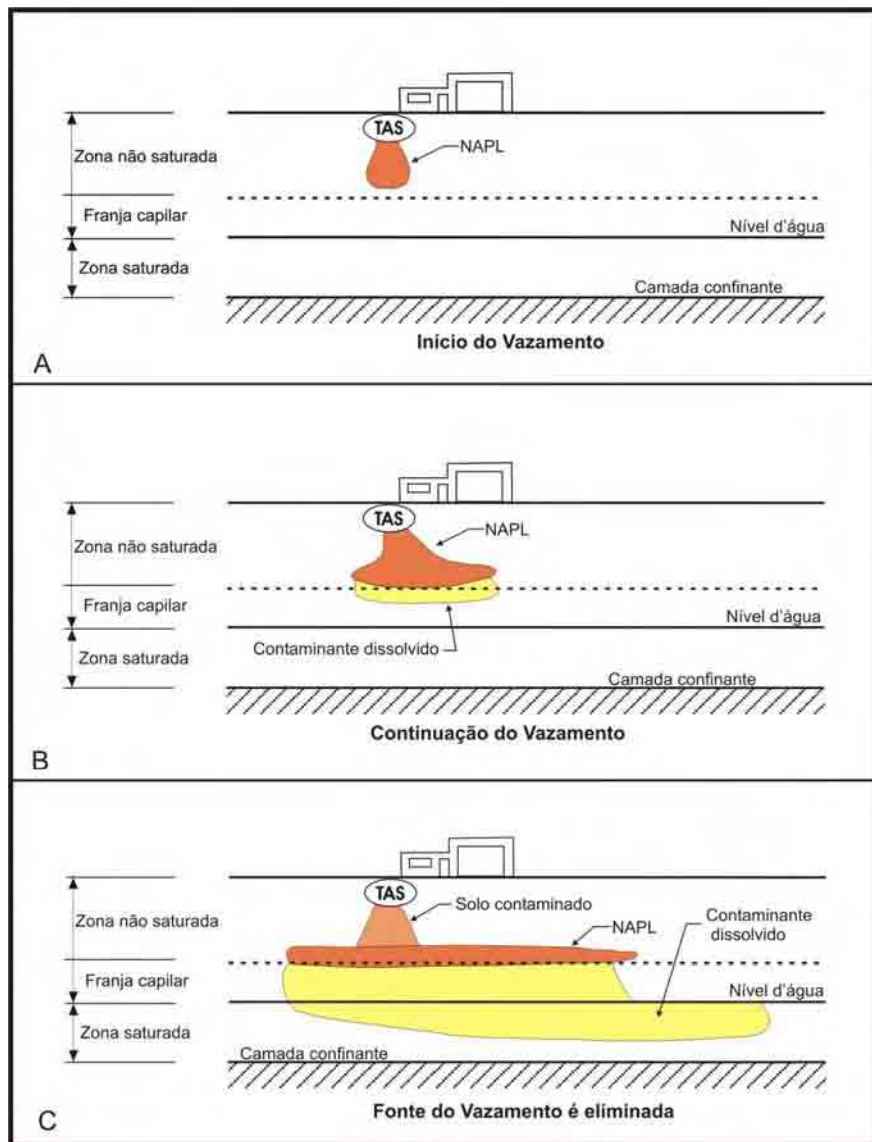 TAS
Zona não saturada
NAPL
Franja capilar
Nível d'água
Zona saturada
Camada confinante
Início do Vazamento
A
TAS
Zona não saturada
NAPL
Franja capilar
Nível d'água
Contaminante dissolvido
Zona saturada
Camada confinante
Continuação do Vazamento
B
TAS
Solo contaminado
Contaminante
dissolvido
Zona não saturada
NAPL
Franja capilar
Nível d'água
Zona saturada
Camada confinante
Fonte do Vazamento é eliminada
C